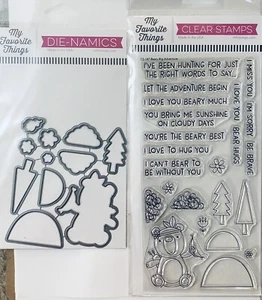 My
Favorite
Things
DIE-NAMICS
My
Favorite
Things
CLEAR STAMPS
I'VE BEEN HUNTING FOR JUST
THE RIGHT WORDS TO SAY...
LET THE ADVENTURE BEGIN
I LOVE YOU BEARY MUCH
YOU BRING ME SUNSHINE
ON CLOUDY DAYS
YOU'RE THE BEARY BEST
I LOVE TO HUG YOU
I CAN'T BEAR TO
BE WITHOUT YOU
I MISS YOU
I'M SORRY
BE BRAVE
I LOVE YOU
BEAR HUGS